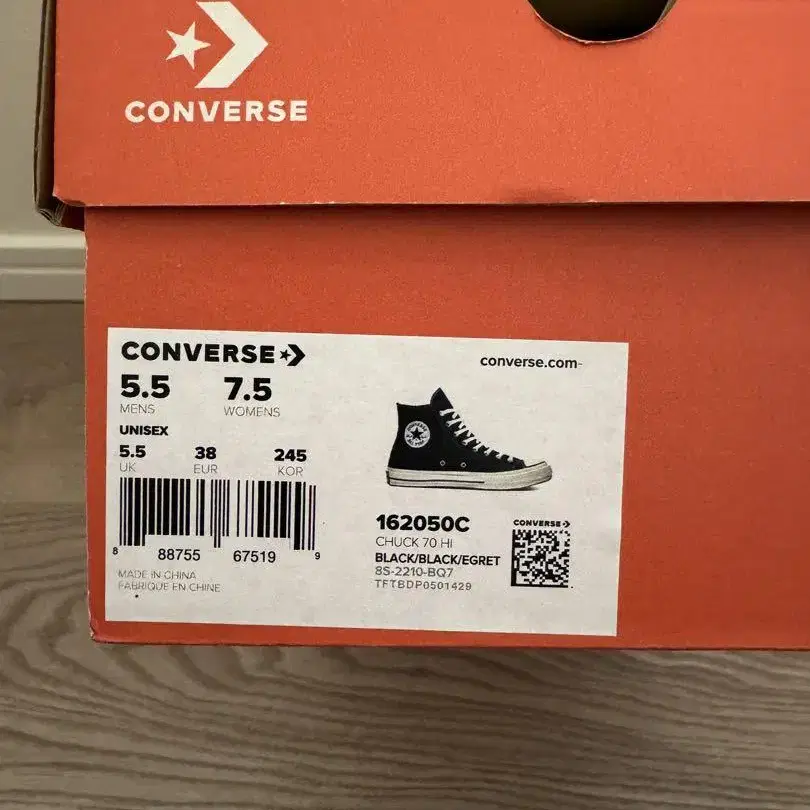 CONVERSE
CONVERSE
converse.com
5.5 7.5
MENS WOMENS
UNISEX
5.5 38 245
UK EUR KOR
8 88755 67519 9
MADE IN CHINA
FABRIQUE EN CHINE
162050C
CHUCK 70 HI
BLACK/BLACK/EGRET
8S-2210-BQ7
TFTBDP0501429
CONVERSE